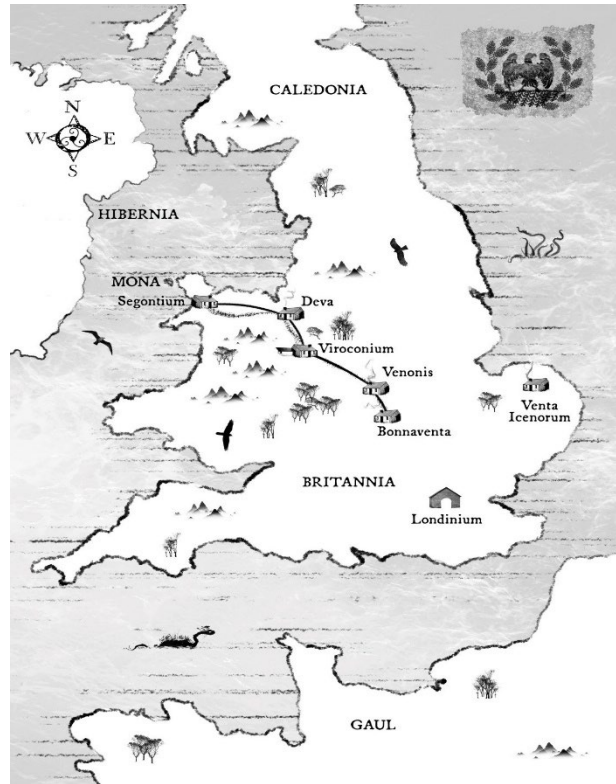 CALEDONIA
N
W E
S
HIBERNIA
MONA
Segontium
Deva
Viroconium
Venonis
Venta
Icenorum
Bonnaventa
BRITANNIA
Londinium
GAUL